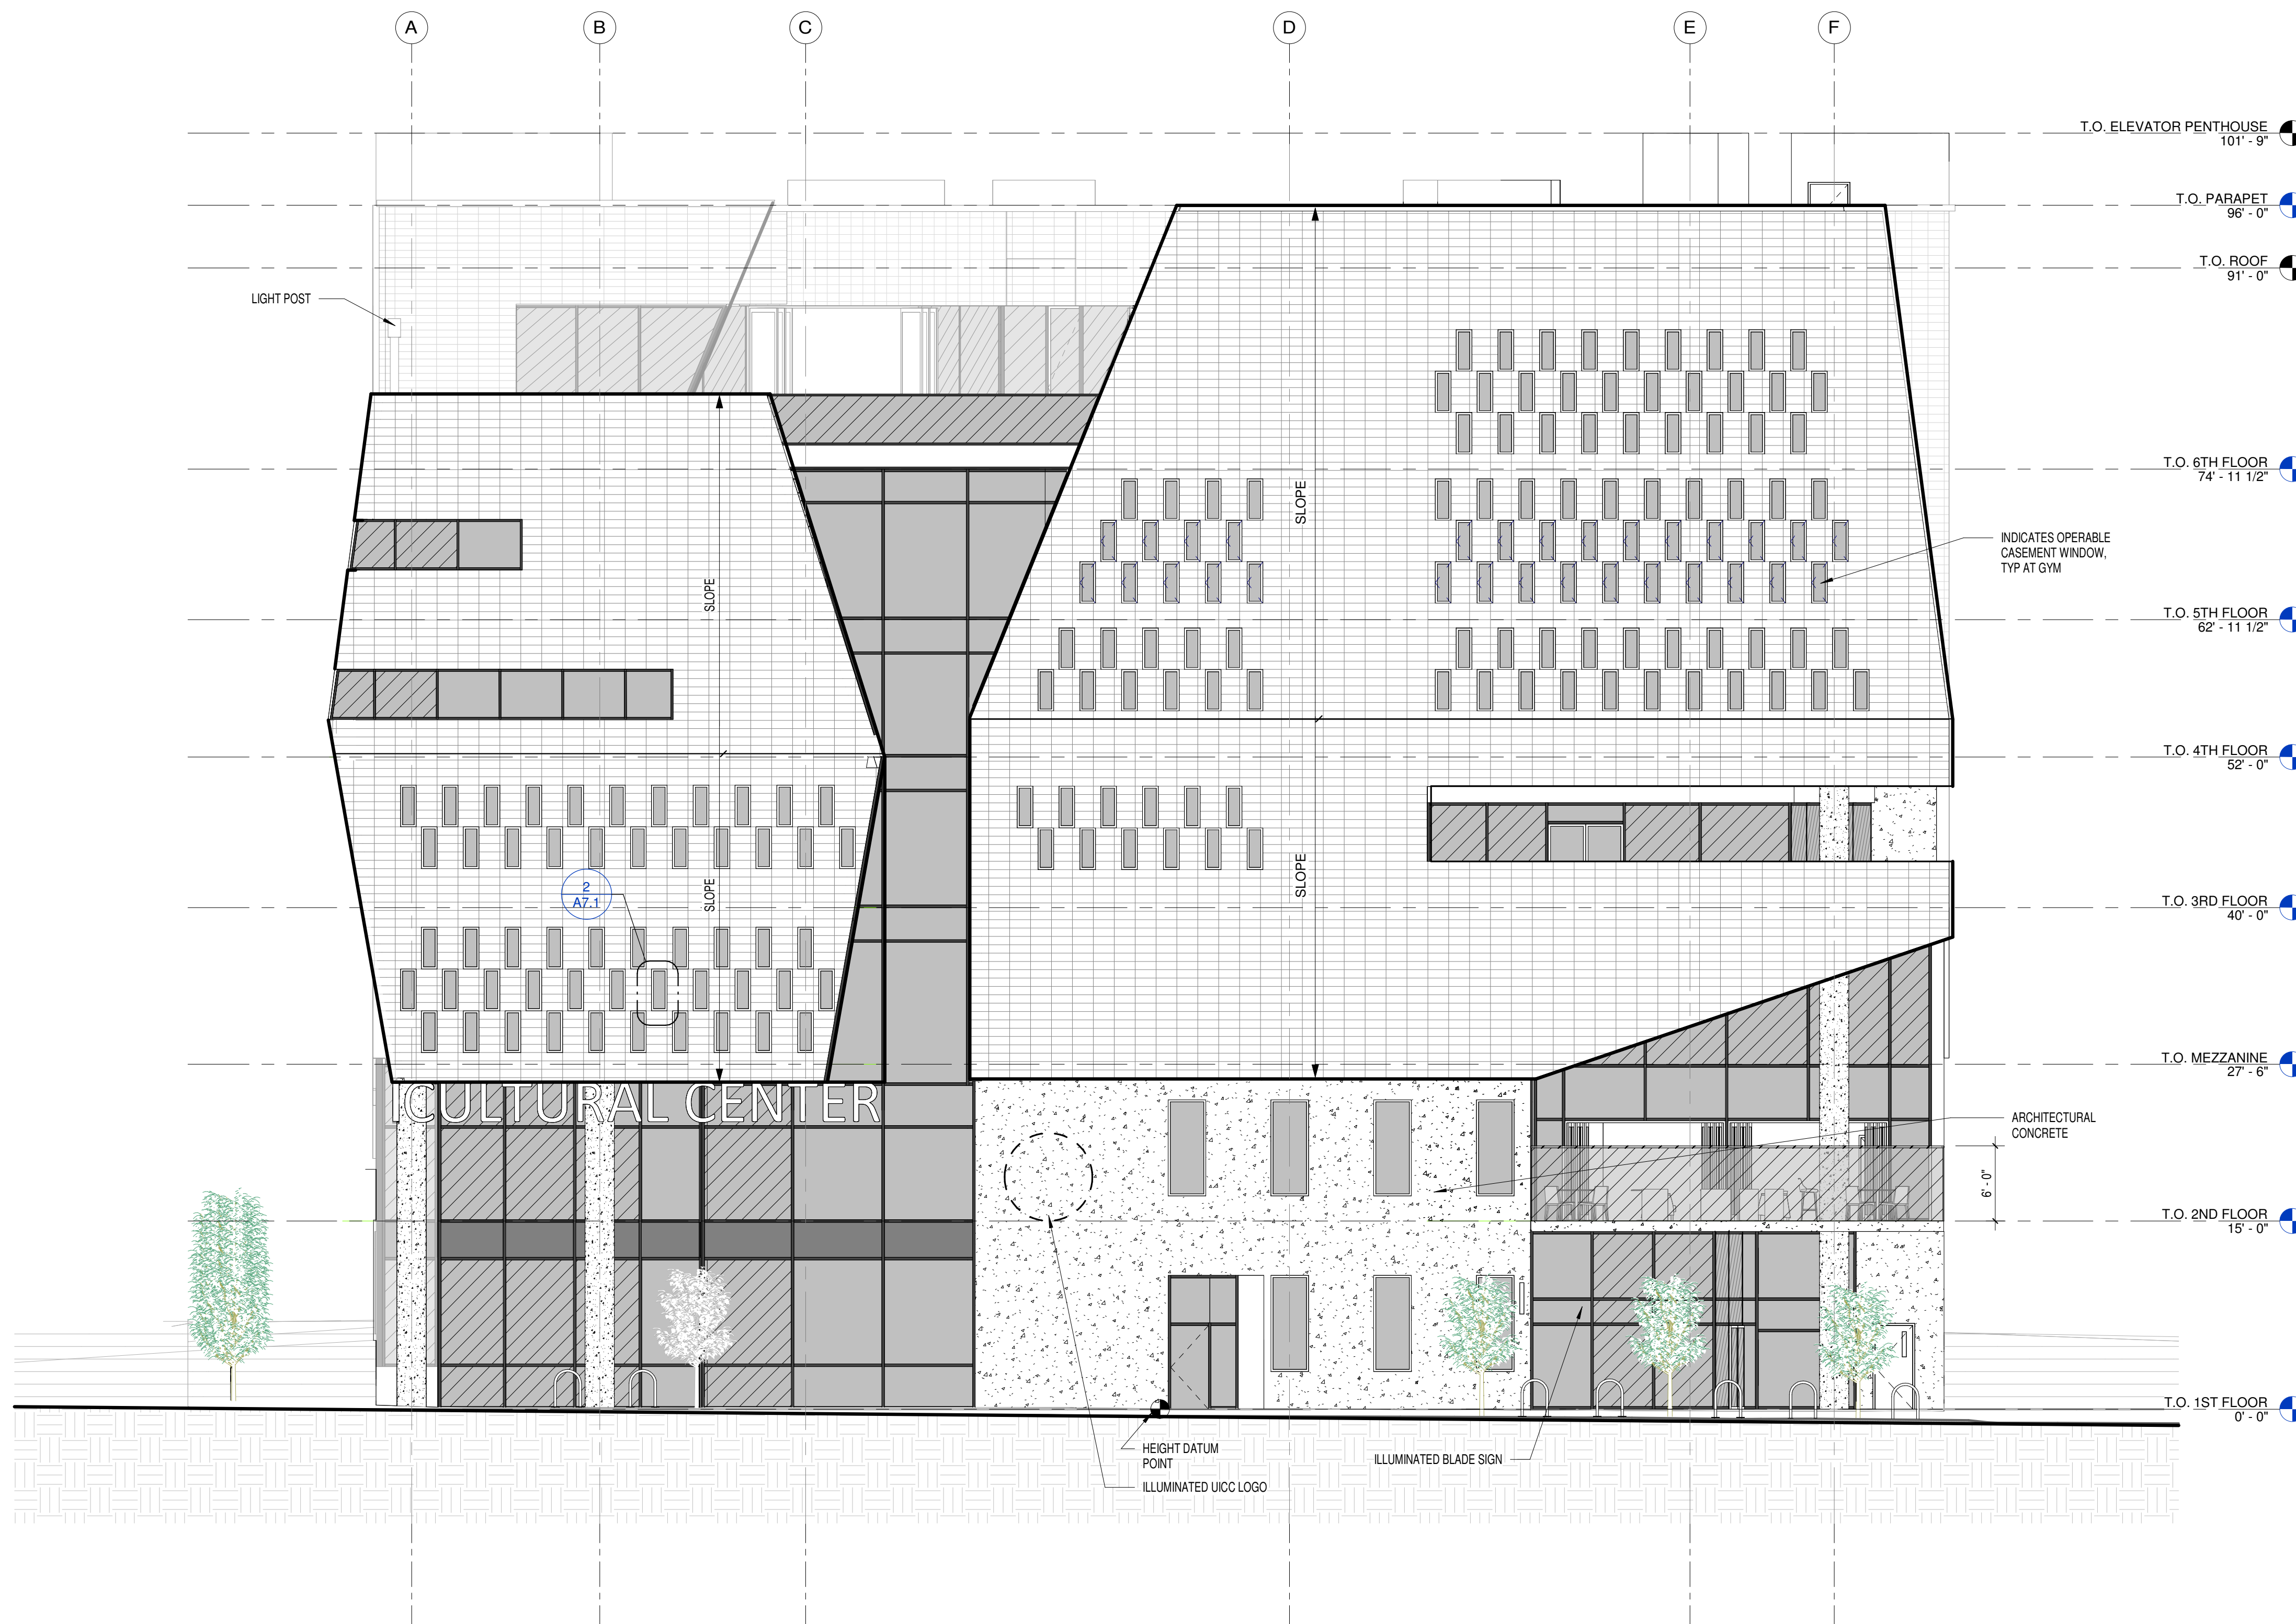 A
B
C
D
E
F
T.O. ELEVATOR PENTHOUSE
101' - 9"
T.O. PARAPET
96' - 0"
T.O. ROOF
91' - 0"
LIGHT POST
T.O. 6TH FLOOR
74' - 11 1/2"
SLOPE
INDICATES OPERABLE
CASEMENT WINDOW,
TYP AT GYM
SLOPE
T.O. 5TH FLOOR
62' - 11 1/2"
T.O. 4TH FLOOR
52' - 0"
2
A7.1
SLOPE
SLOPE
T.O. 3RD FLOOR
40' - 0"
T.O. MEZZANINE
27' - 6"
CULTURAL CENTER
ARCHITECTURAL
CONCRETE
6' - 0"
T.O. 2ND FLOOR
15' - 0"
T.O. 1ST FLOOR
0' - 0"
HEIGHT DATUM
POINT
ILLUMINATED BLADE SIGN
ILLUMINATED UICC LOGO